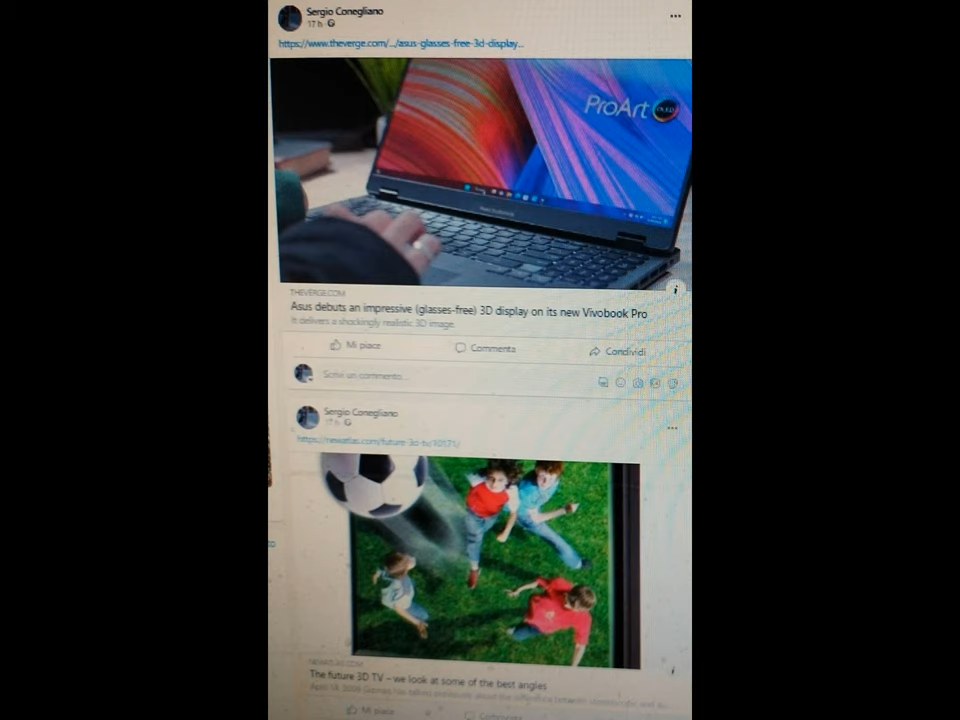 Sergio Conegliano
17 h
https://www.theverge.com/.../asus-glasses-free-3d-display...
ProArt
THEVERGE.COM
Asus debuts an impressive (glasses-free) 3D display on its new Vivobook Pro
It delivers a shockingly realistic 3D image.
Mi piace
Commenta
Condividi
Scrivi un commento...
Sergio Conegliano
17 h
https://newatlas.com/future-3d-tv/10171/
NEWATLAS.COM
The future 3D TV – we look at some of the best angles
Mi piace
Commenta